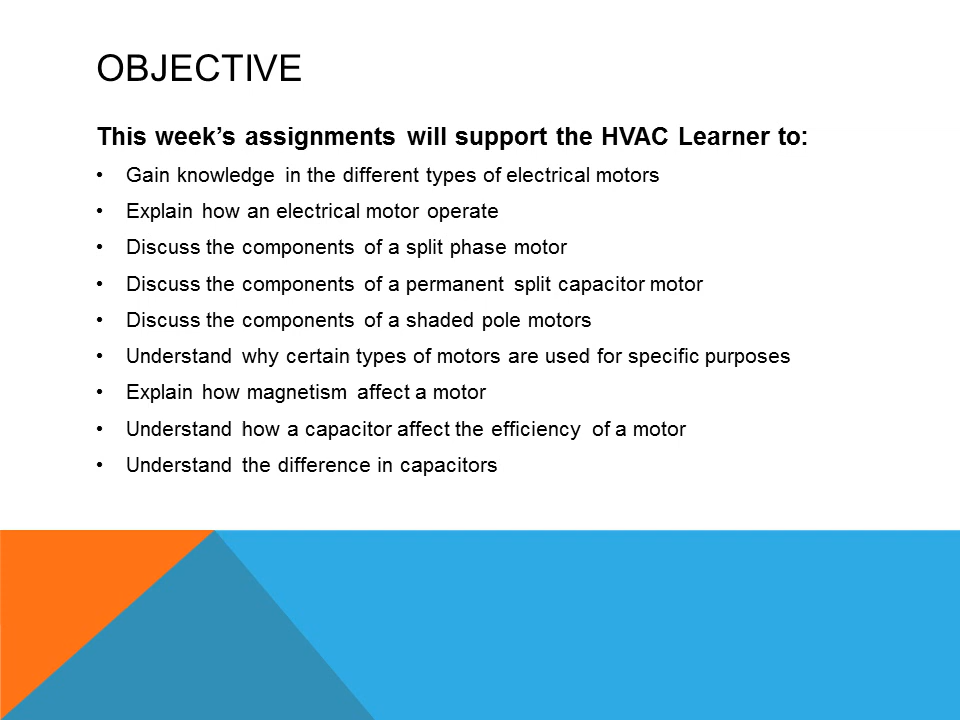 OBJECTIVE
This week’s assignments will support the HVAC Learner to:
• Gain knowledge in the different types of electrical motors
• Explain how an electrical motor operate
• Discuss the components of a split phase motor
• Discuss the components of a permanent split capacitor motor
• Discuss the components of a shaded pole motors
• Understand why certain types of motors are used for specific purposes
• Explain how magnetism affect a motor
• Understand how a capacitor affect the efficiency of a motor
• Understand the difference in capacitors